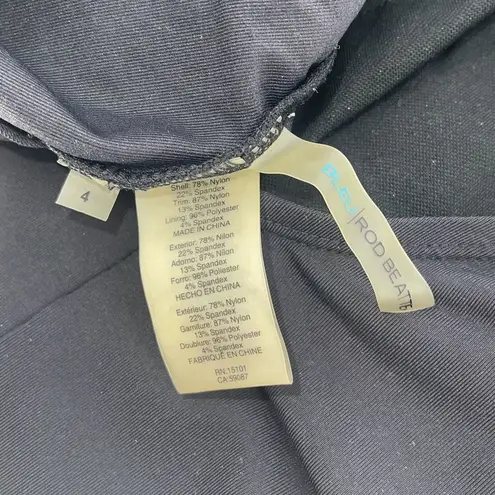 4
Shell: 78% Nylon
22% Spandex
Trim: 87% Nylon
13% Spandex
Lining: 96% Polyester
4% Spandex
MADE IN CHINA
Exterior: 78% Nilon
22% Spandex
Adorno: 87% Nilon
13% Spandex
Forro: 96% Poliester
4% Spandex
HECHO EN CHINA
Extérieur: 78% Nylon
22% Spandex
Garniture: 87% Nylon
13% Spandex
Doublure: 96% Polyester
4% Spandex
FABRIQUÉ EN CHINE
RN:15101
CA:59087
BLEU | ROD BEATTIE